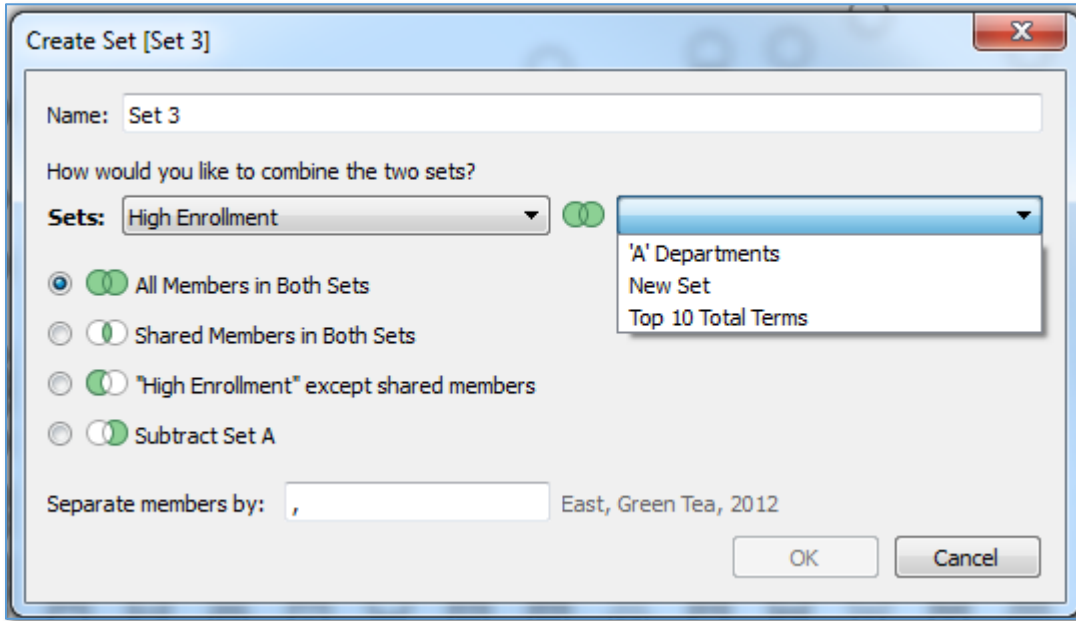 Create Set [Set 3]
Name: Set 3
How would you like to combine the two sets?
Sets: High Enrollment
'A' Departments
New Set
Top 10 Total Terms
All Members in Both Sets
Shared Members in Both Sets
"High Enrollment" except shared members
Subtract Set A
Separate members by: , East, Green Tea, 2012
OK Cancel